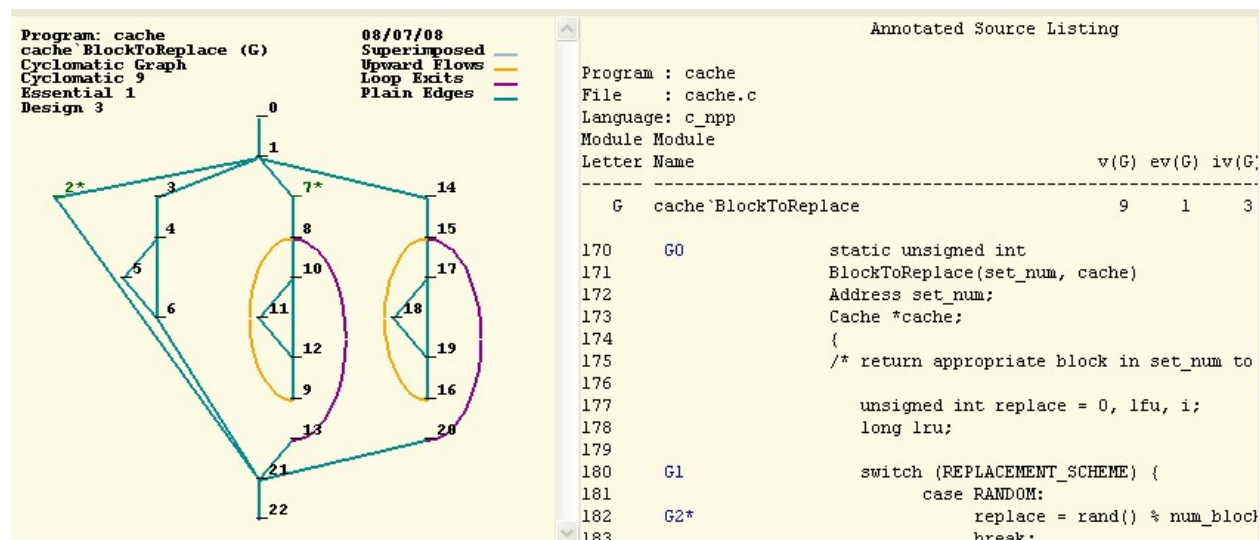 Program: cache
cache`BlockToReplace (G)
Cyclomatic Graph
Cyclomatic 9
Essential 1
Design 3
08/07/08
Superimposed
Upward Flows
Loop Exits
Plain Edges
0
1
2*
3
7*
14
4
8
15
5
10
17
6
11
18
12
19
9
16
13
20
21
22
Annotated Source Listing
Program : cache
File : cache.c
Language: c_npp
Module Module
Letter Name v(G) ev(G) iv(G)
------ ----------------------------------------
G cache`BlockToReplace 9 1 3
170 G0 static unsigned int
171 BlockToReplace(set_num, cache)
172 Address set_num;
173 Cache *cache;
174 {
175 /* return appropriate block in set_num to
176
177 unsigned int replace = 0, lfu, i;
178 long lru;
179
180 G1 switch (REPLACEMENT_SCHEME) {
181 case RANDOM:
182 G2* replace = rand() % num_block
183 break;